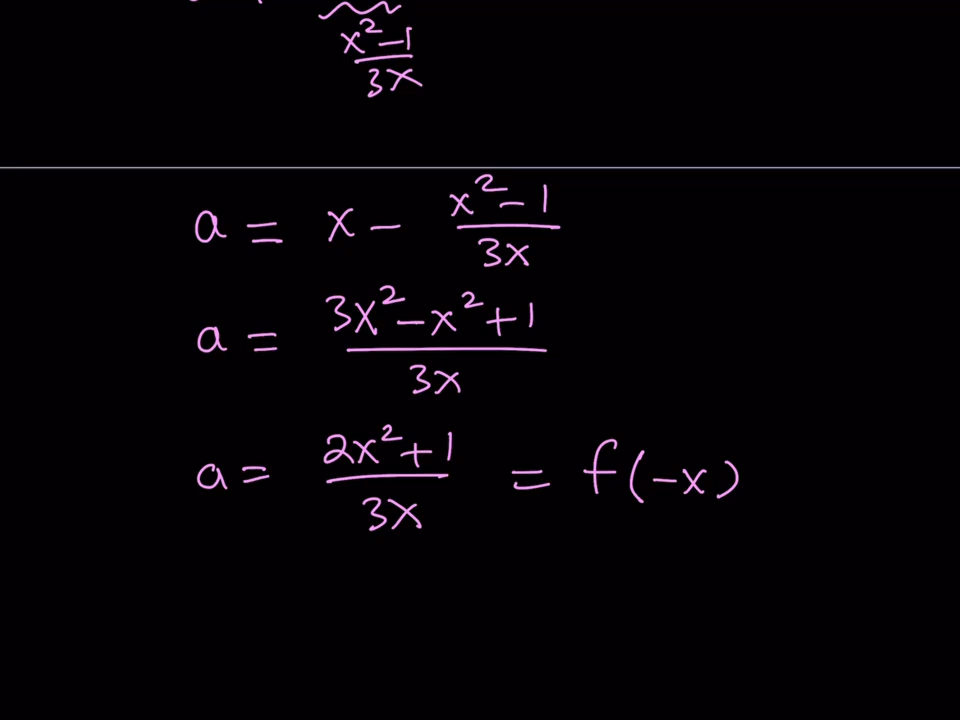 x²-1
3x
a = x - x²-1
3x
a = 3x²-x²+1
3x
a = 2x²+1 = f(-x)
3x